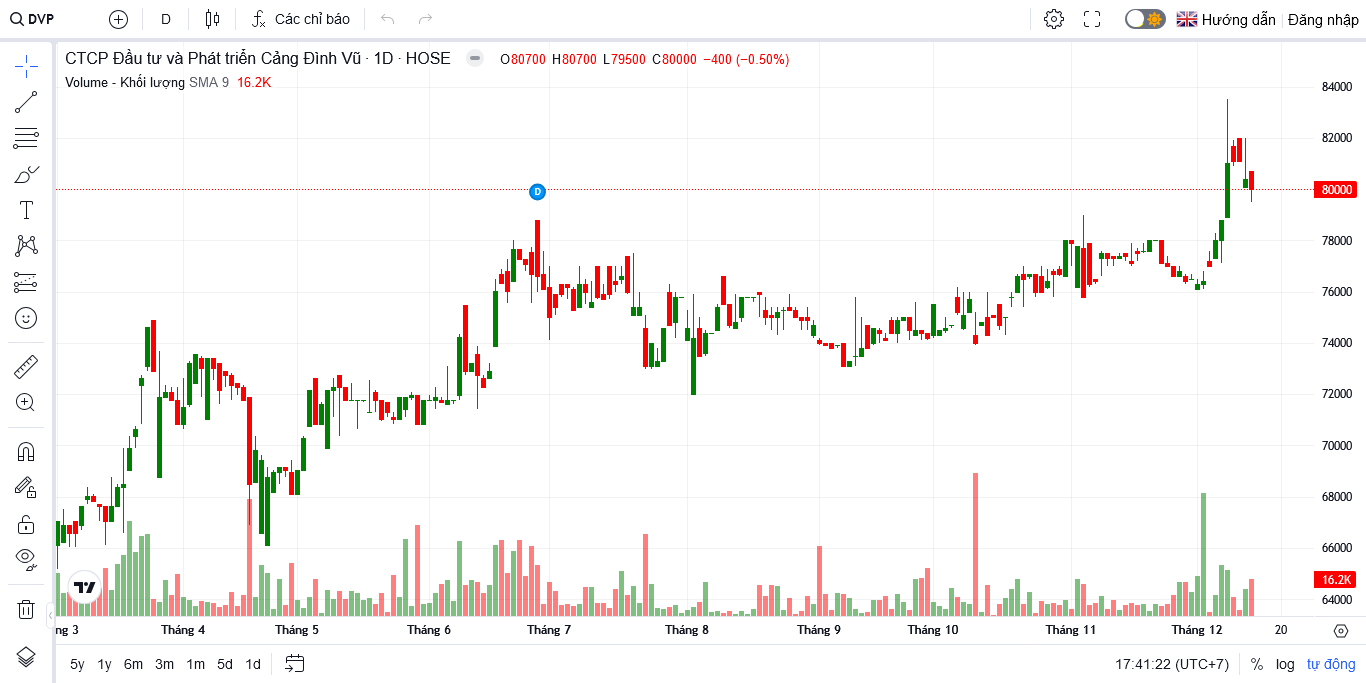 DVP D Các chỉ báo Hướng dẫn Đăng nhập
CTCP Đầu tư và Phát triển Cảng Đình Vũ · 1D · HOSE O80700 H80700 L79500 C80000 −400 (−0.50%)
Volume - Khối lượng SMA 9 16.2K
84000
82000
D
80000
78000
76000
74000
72000
70000
68000
66000
16.2K
64000
ng 3 Tháng 4 Tháng 5 Tháng 6 Tháng 7 Tháng 8 Tháng 9 Tháng 10 Tháng 11 Tháng 12 20
5y 1y 6m 3m 1m 5d 1d 17:41:22 (UTC+7) % log tự động